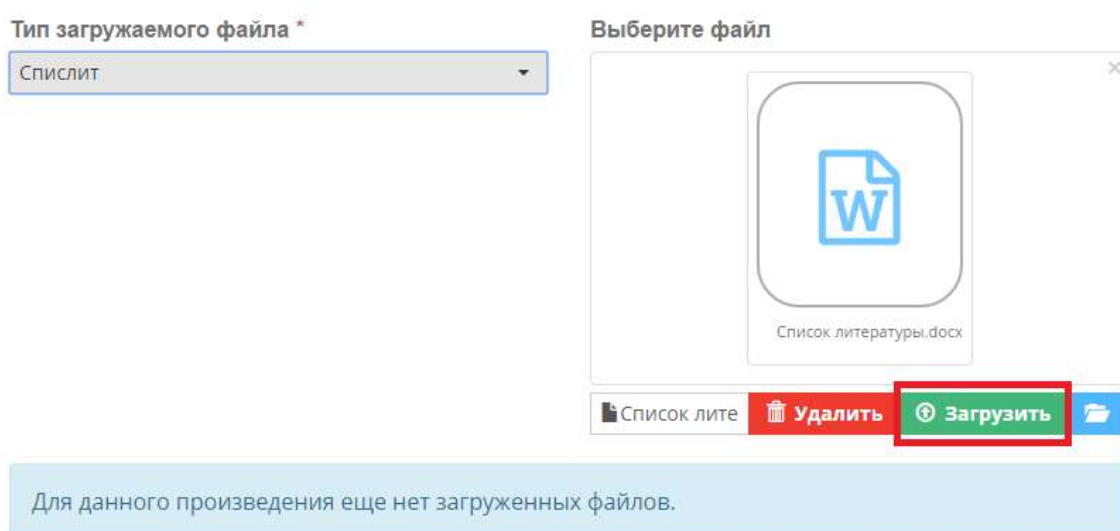 Тип загружаемого файла *
Выберите файл
Спислит
×
W
Список литературы.docx
Список лите
Удалить
Загрузить
Для данного произведения еще нет загруженных файлов.